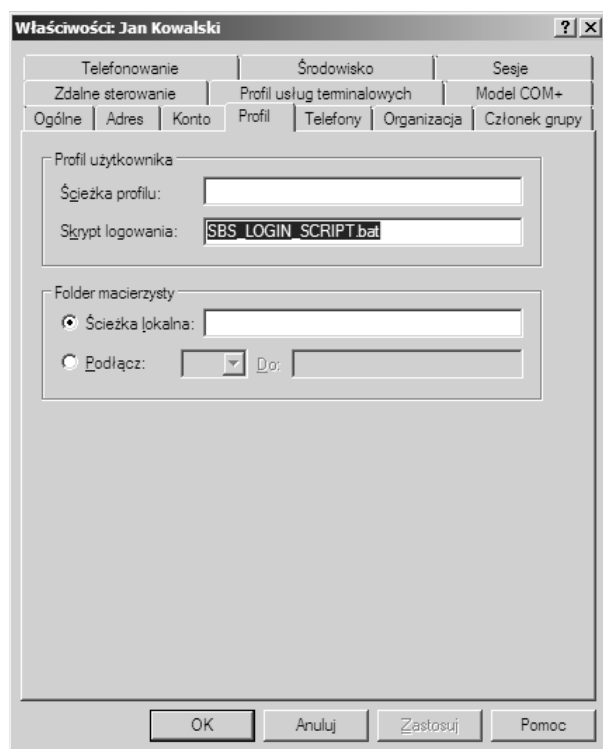 Właściwości: Jan Kowalski
Telefonowanie Środowisko Sesje
Zdalne sterowanie Profil usług terminalowych Model COM+
Ogólne Adres Konto Profil Telefony Organizacja Członek grupy
Profil użytkownika
Ścieżka profilu:
Skrypt logowania: SBS_LOGIN_SCRIPT.bat
Folder macierzysty
Ścieżka lokalna:
Podłącz: Do:
OK Anuluj Zastosuj Pomoc